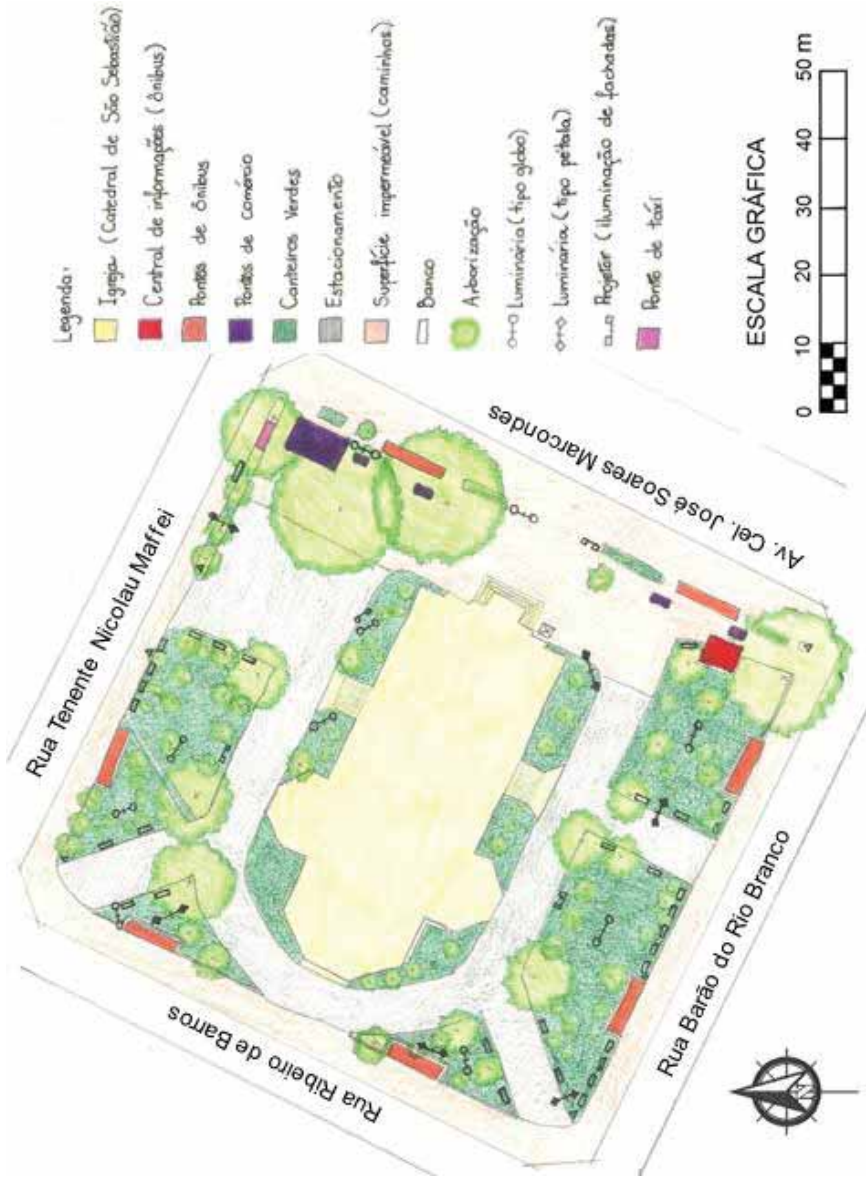 Legenda:
Igreja (Catedral de São Sebastião)
Central de informações (ônibus)
Pontos de ônibus
Pontos de comércio
Canteiros Verdes
Estacionamento
Superfície impermeável (caminhos)
Banco
Arborização
Luminária (tipo globo)
Luminária (tipo pétala)
Projetor (iluminação de fachadas)
Ponto de táxi
ESCALA GRÁFICA
0 10 20 30 40 50 m
Rua Tenente Nicolau Maffei
Av. Cel. José Soares Marcondes
Rua Ribeiro de Barros
Rua Barão do Rio Branco
N